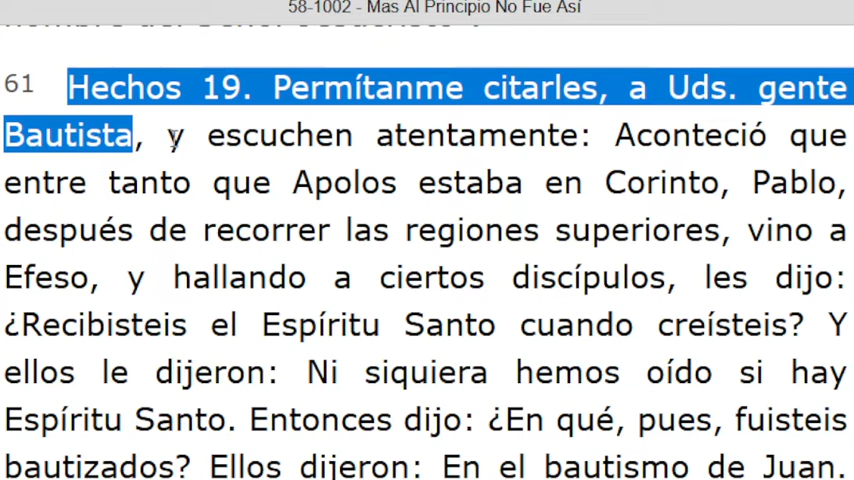 58-1002 - Mas Al Principio No Fue Así
61 Hechos 19. Permítanme citarles, a Uds. gente
Bautista, y escuchen atentamente: Aconteció que
entre tanto que Apolos estaba en Corinto, Pablo,
después de recorrer las regiones superiores, vino a
Efeso, y hallando a ciertos discípulos, les dijo:
¿Recibisteis el Espíritu Santo cuando creísteis? Y
ellos le dijeron: Ni siquiera hemos oído si hay
Espíritu Santo. Entonces dijo: ¿En qué, pues, fuisteis
bautizados? Ellos dijeron: En el bautismo de Juan.